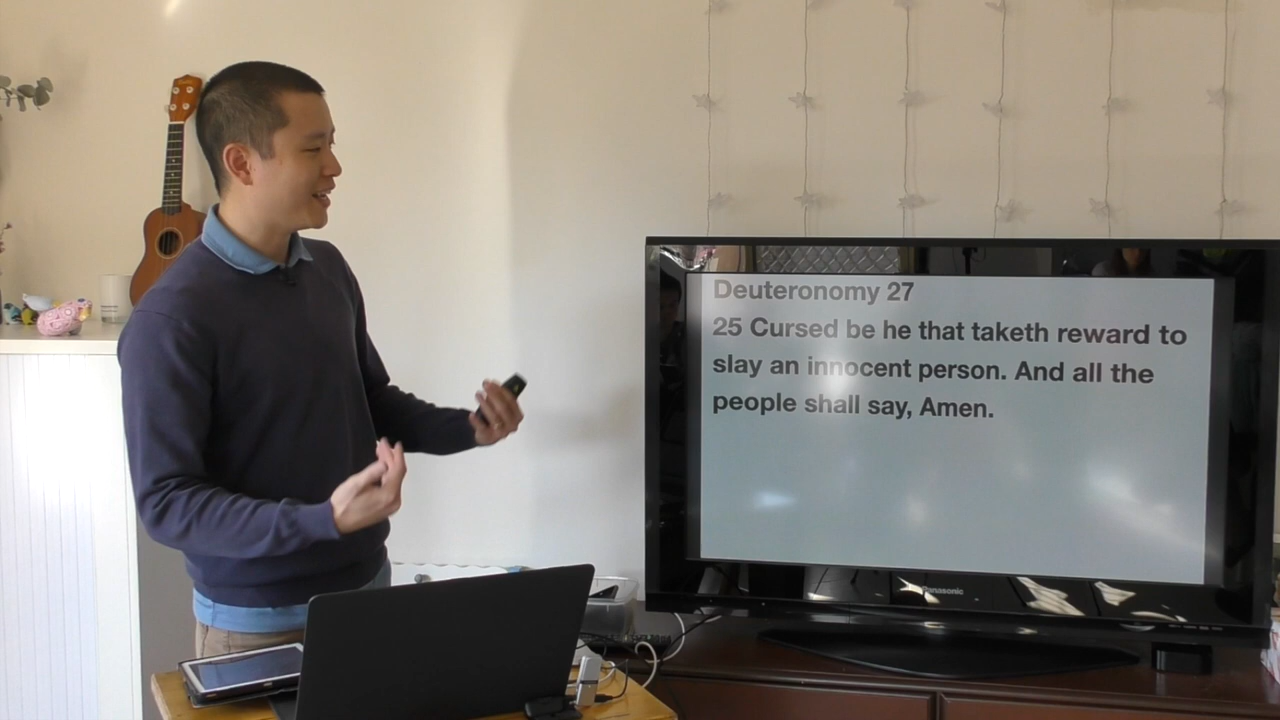 Deuteronomy 27
25 Cursed be he that taketh reward to
slay an innocent person. And all the
people shall say, Amen.
Panasonic